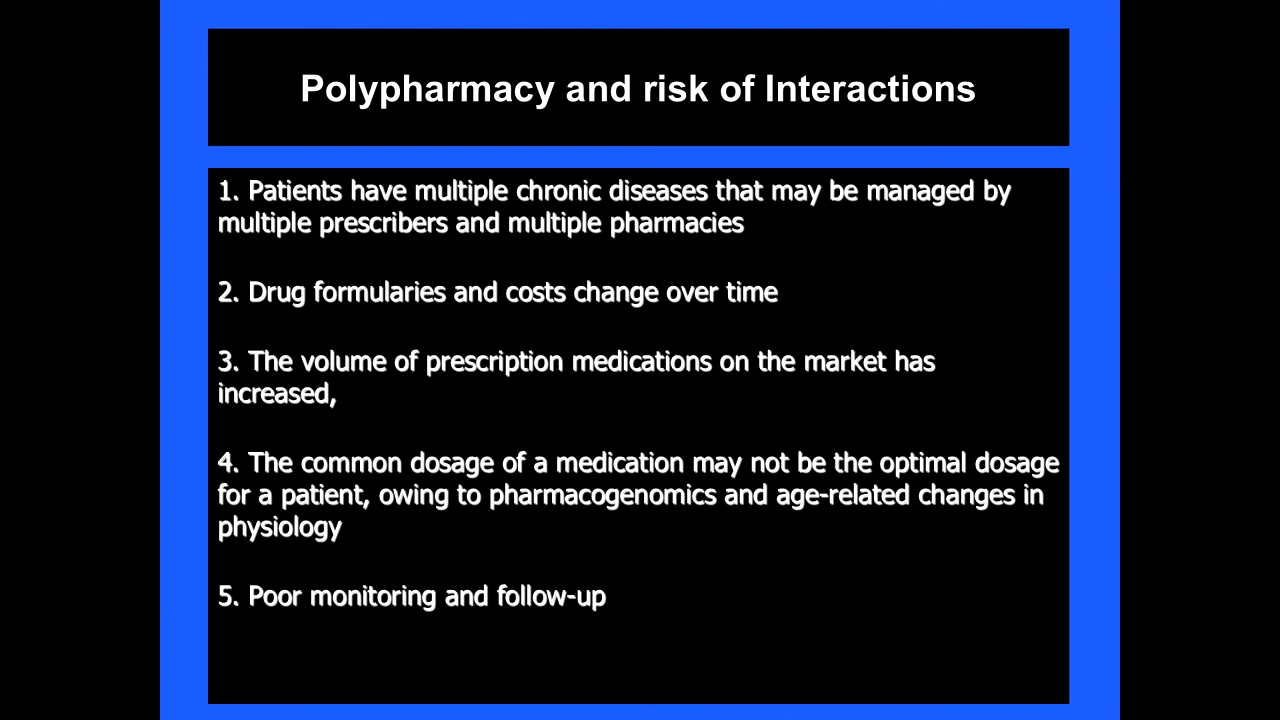 Polypharmacy and risk of Interactions
1. Patients have multiple chronic diseases that may be managed by
multiple prescribers and multiple pharmacies
2. Drug formularies and costs change over time
3. The volume of prescription medications on the market has
increased,
4. The common dosage of a medication may not be the optimal dosage
for a patient, owing to pharmacogenomics and age-related changes in
physiology
5. Poor monitoring and follow-up